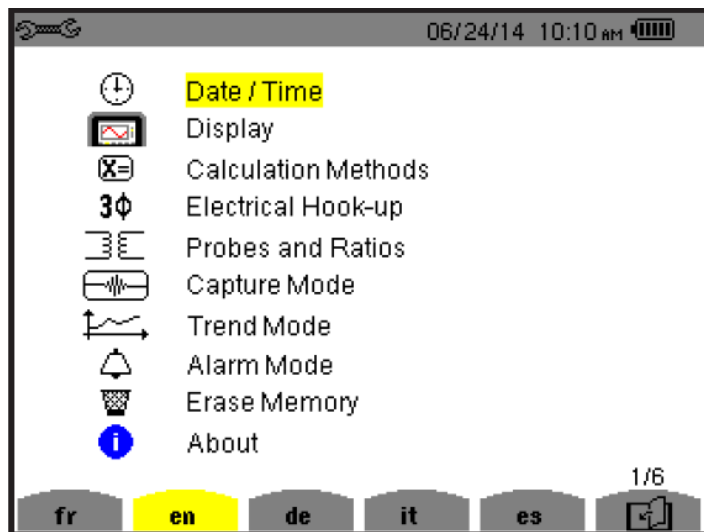 06/24/14 10:10 AM
Date / Time
Display
X= Calculation Methods
3Φ Electrical Hook-up
Probes and Ratios
Capture Mode
Trend Mode
Alarm Mode
Erase Memory
i About
1/6
fr en de it es